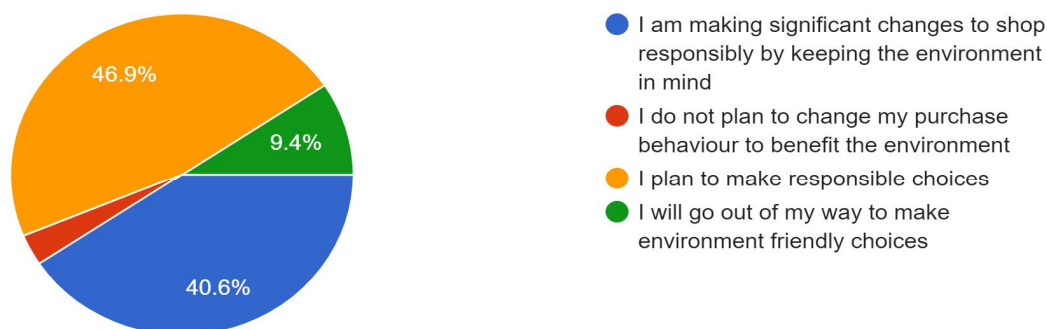 46.9%
9.4%
40.6%
I am making significant changes to shop
responsibly by keeping the environment
in mind
I do not plan to change my purchase
behaviour to benefit the environment
I plan to make responsible choices
I will go out of my way to make
environment friendly choices